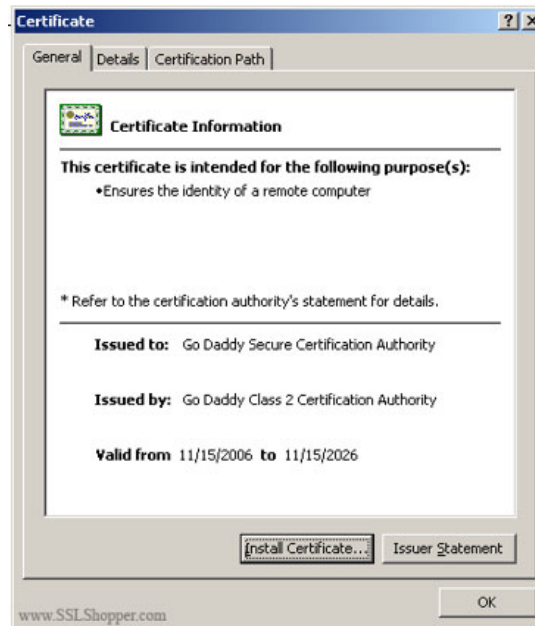 Certificate
General Details Certification Path
Certificate Information
This certificate is intended for the following purpose(s):
•Ensures the identity of a remote computer
* Refer to the certification authority's statement for details.
Issued to: Go Daddy Secure Certification Authority
Issued by: Go Daddy Class 2 Certification Authority
Valid from 11/15/2006 to 11/15/2026
Install Certificate... Issuer Statement
OK
www.SSLShopper.com